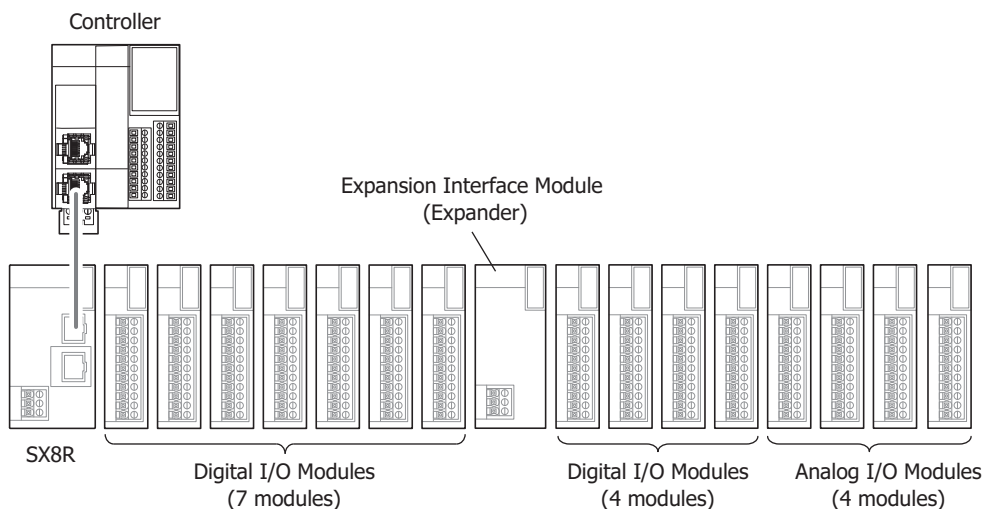 Controller
Expansion Interface Module
(Expander)
SX8R
Digital I/O Modules
(7 modules)
Digital I/O Modules
(4 modules)
Analog I/O Modules
(4 modules)